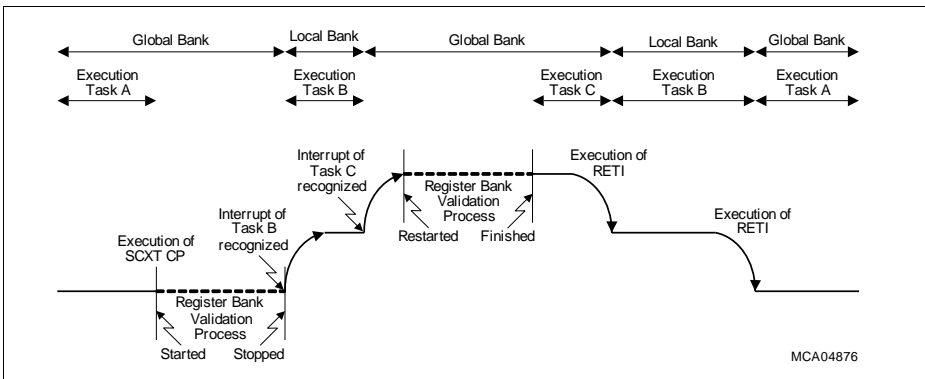 Global Bank
Local Bank
Global Bank
Local Bank
Global Bank
Execution
Task A
Execution
Task B
Execution
Task C
Execution
Task B
Execution
Task A
Interrupt of
Task C
recognized
Execution of
RETI
Register Bank
Validation
Process
Restarted
Finished
Interrupt of
Task B
recognized
Execution of
RETI
Execution of
SCXT CP
Register Bank
Validation
Process
Started
Stopped
MCA04876